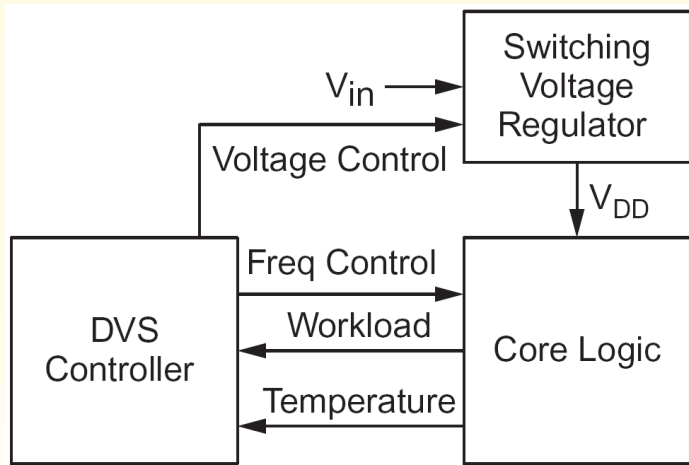 Switching
Voltage
Regulator
Vin
Voltage Control
VDD
Freq Control
DVS
Controller
Workload
Core Logic
Temperature